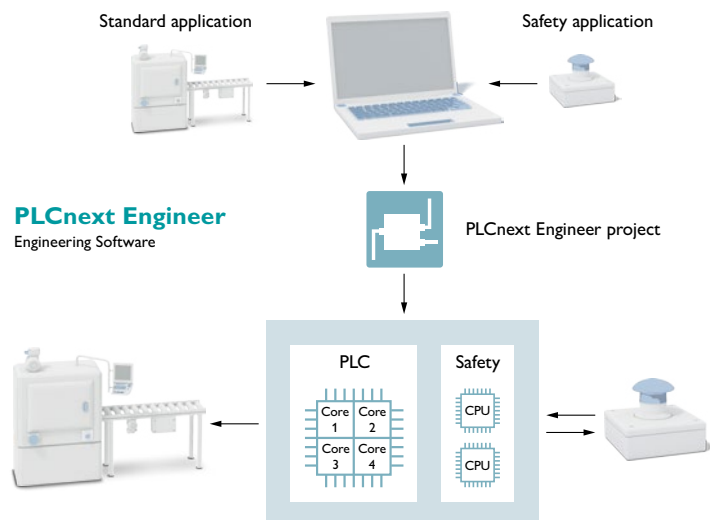 Standard application
Safety application
PLCnext Engineer
Engineering Software
PLCnext Engineer project
PLC
Safety
Core
1
Core
2
Core
3
Core
4
CPU
CPU